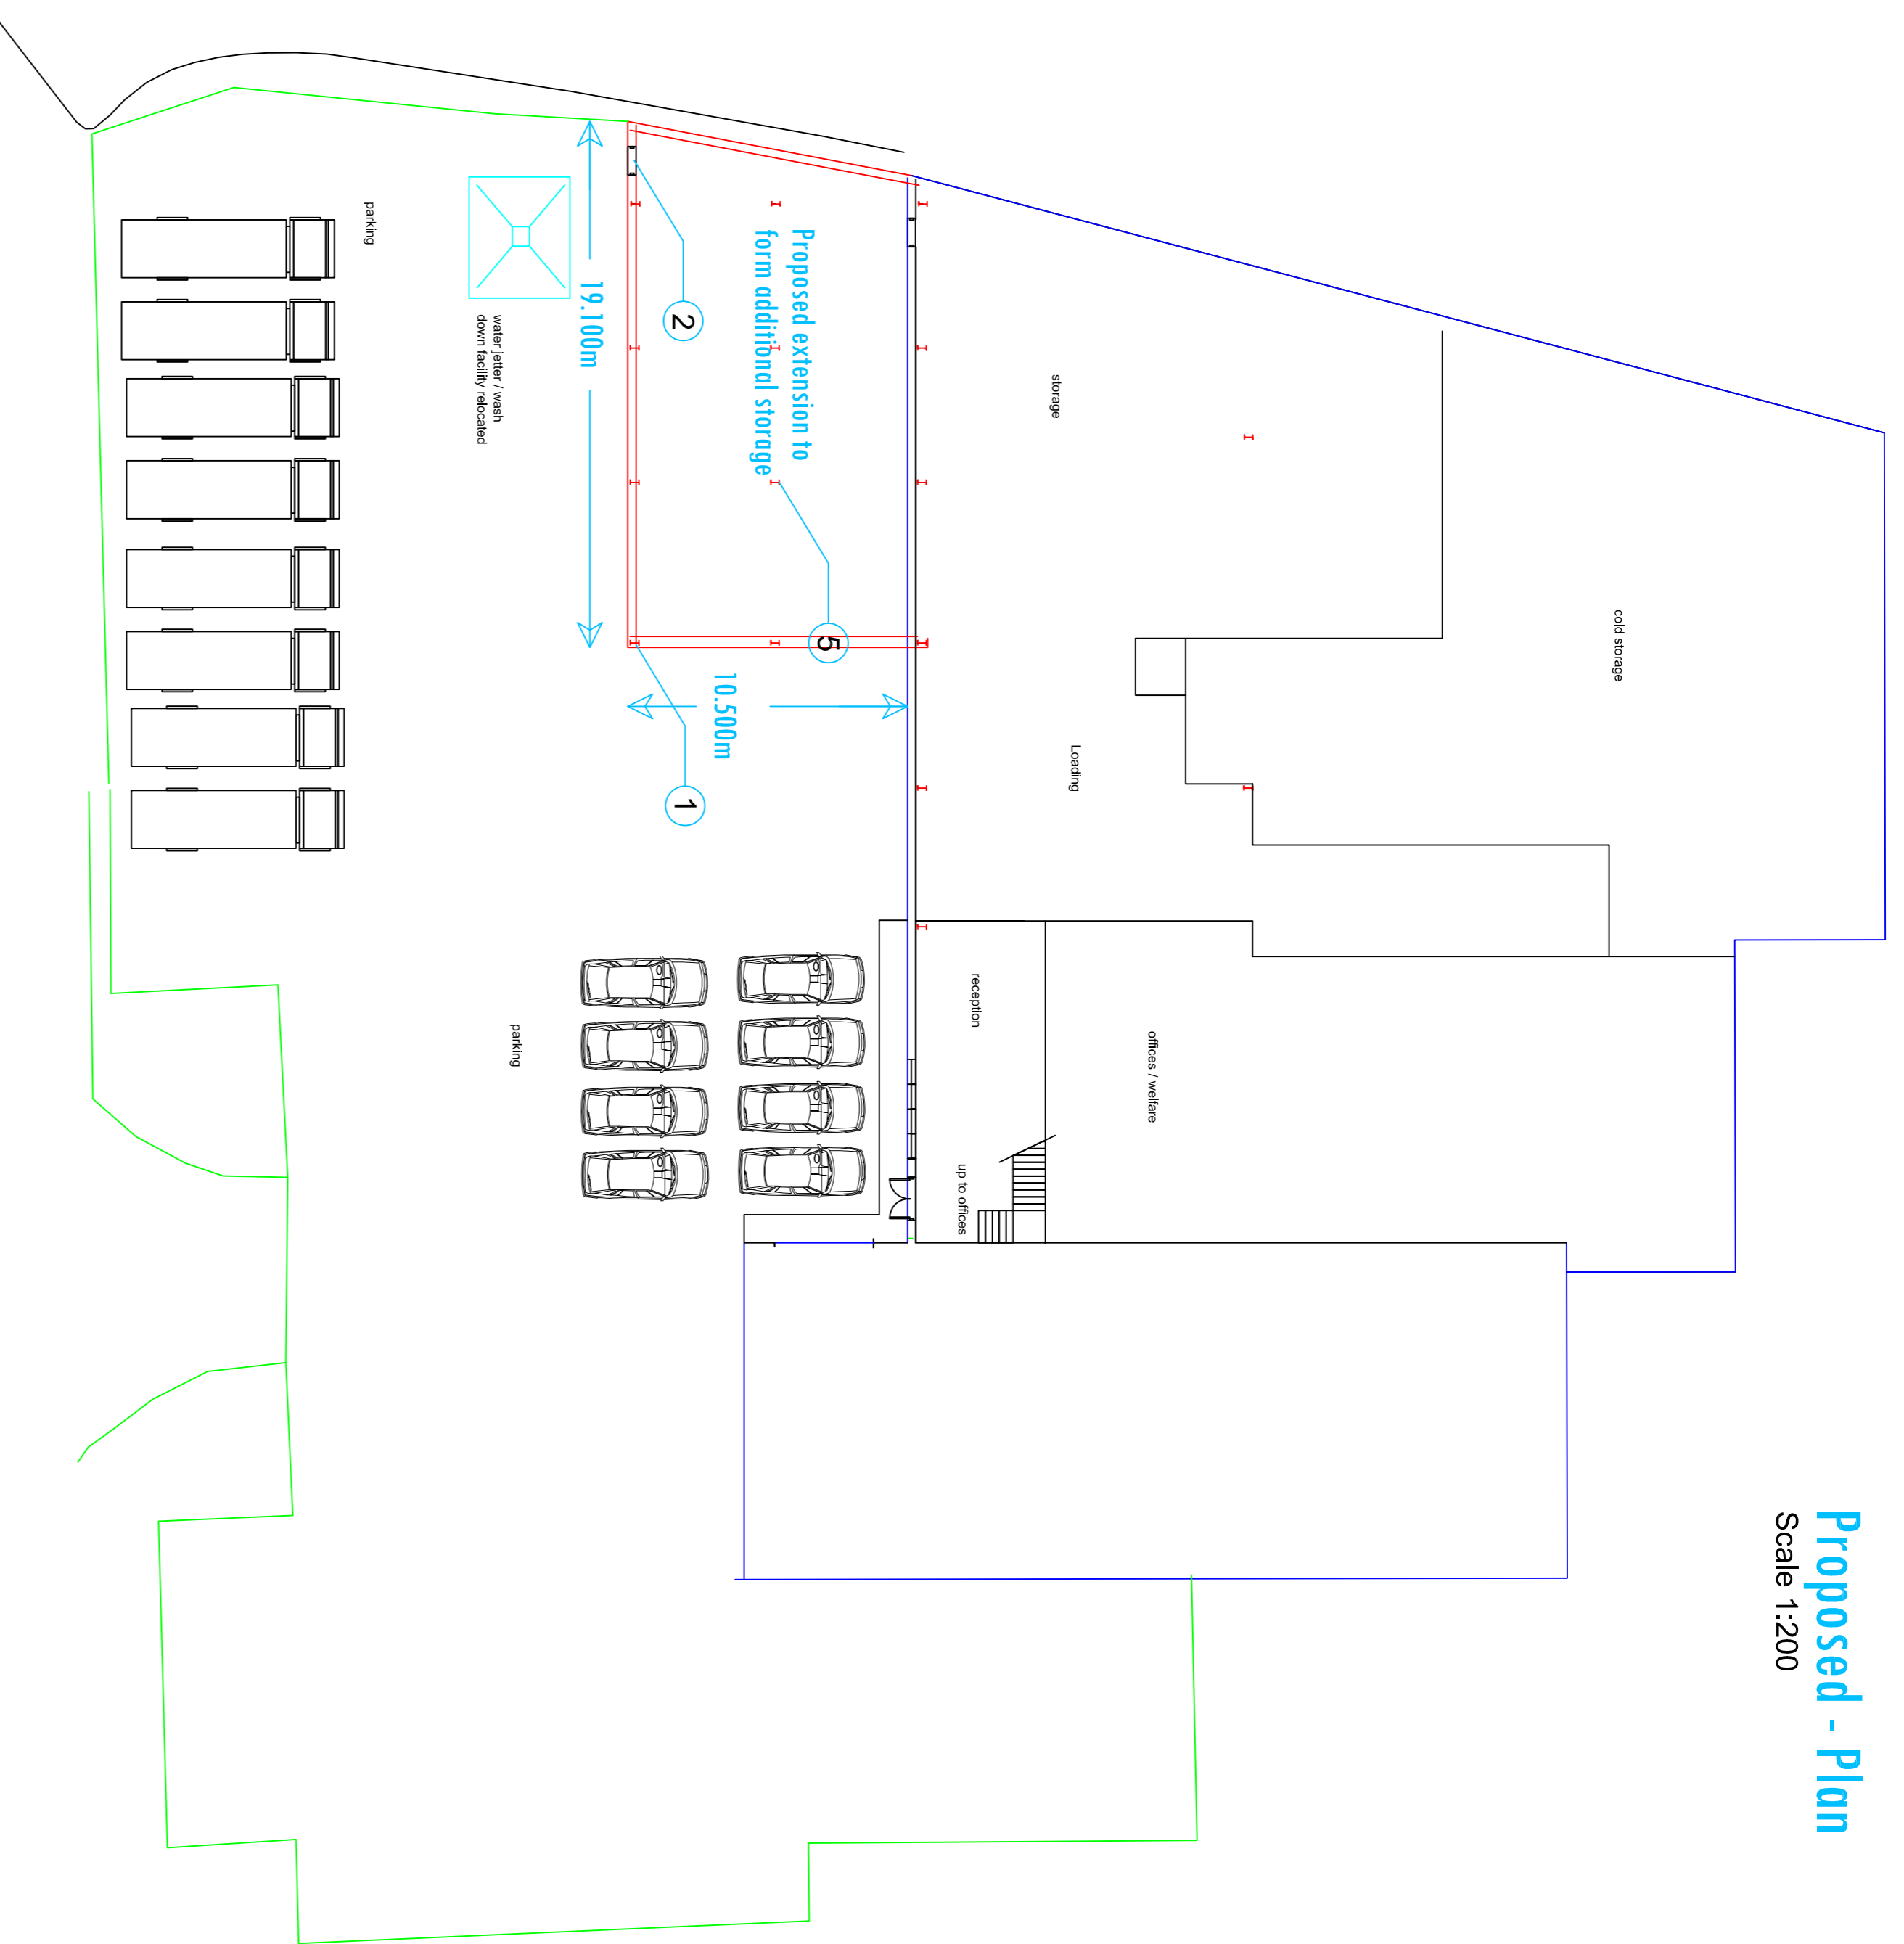 Proposed - Plan
Scale 1:200
cold storage
storage
Loading
offices / welfare
reception
up to offices
Proposed extension to
form additional storage
5
10.500m
2
1
19.100m
water jetter / wash
down facility relocated
parking
parking